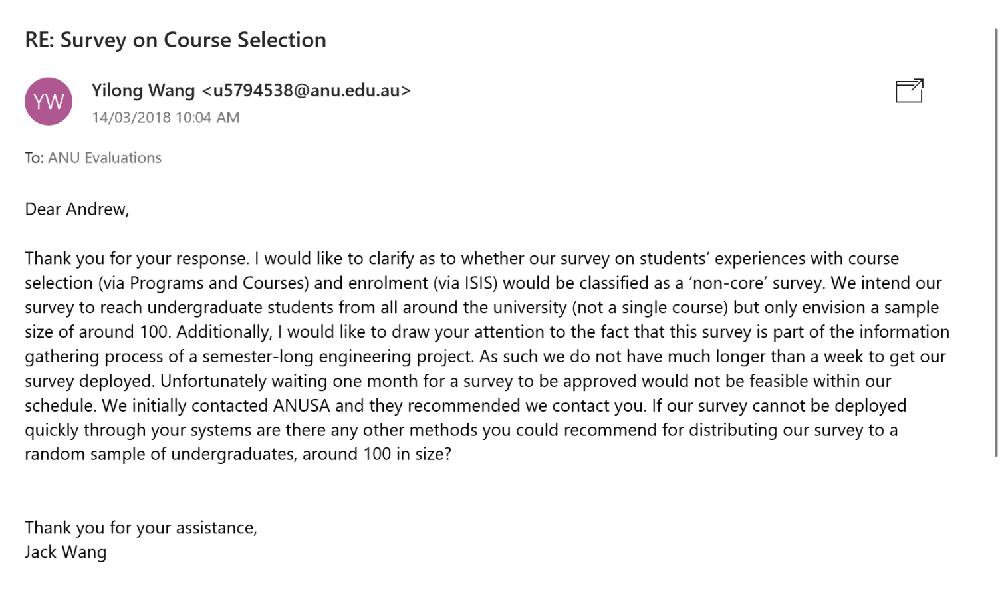 RE: Survey on Course Selection
YW
Yilong Wang <u5794538@anu.edu.au>
14/03/2018 10:04 AM
To: ANU Evaluations
Dear Andrew,
Thank you for your response. I would like to clarify as to whether our survey on students’ experiences with course
selection (via Programs and Courses) and enrolment (via ISIS) would be classified as a ‘non-core’ survey. We intend our
survey to reach undergraduate students from all around the university (not a single course) but only envision a sample
size of around 100. Additionally, I would like to draw your attention to the fact that this survey is part of the information
gathering process of a semester-long engineering project. As such we do not have much longer than a week to get our
survey deployed. Unfortunately waiting one month for a survey to be approved would not be feasible within our
schedule. We initially contacted ANUSA and they recommended we contact you. If our survey cannot be deployed
quickly through your systems are there any other methods you could recommend for distributing our survey to a
random sample of undergraduates, around 100 in size?
Thank you for your assistance,
Jack Wang